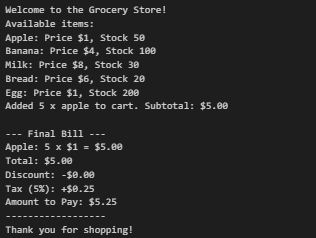 Welcome to the Grocery Store!
Available items:
Apple: Price $1, Stock 50
Banana: Price $4, Stock 100
Milk: Price $8, Stock 30
Bread: Price $6, Stock 20
Egg: Price $1, Stock 200
Added 5 x apple to cart. Subtotal: $5.00

--- Final Bill ---
Apple: 5 x $1 = $5.00
Total: $5.00
Discount: -$0.00
Tax (5%): +$0.25
Amount to Pay: $5.25
------------------
Thank you for shopping!